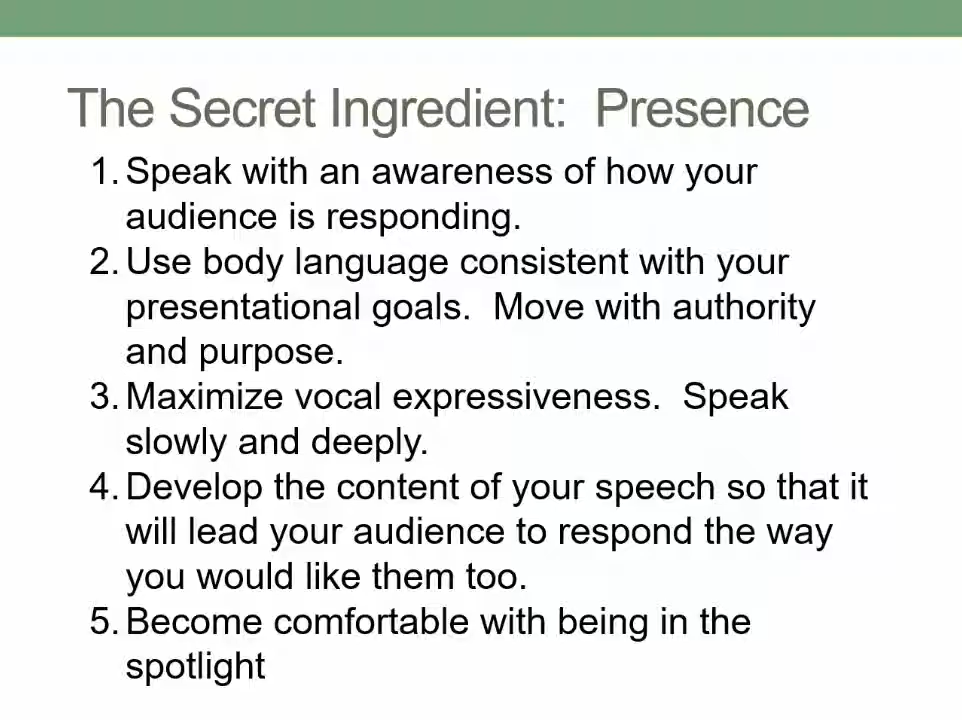 The Secret Ingredient:  Presence
1. Speak with an awareness of how your
audience is responding.
2. Use body language consistent with your
presentational goals.  Move with authority
and purpose.
3. Maximize vocal expressiveness.  Speak
slowly and deeply.
4. Develop the content of your speech so that it
will lead your audience to respond the way
you would like them too.
5. Become comfortable with being in the
spotlight